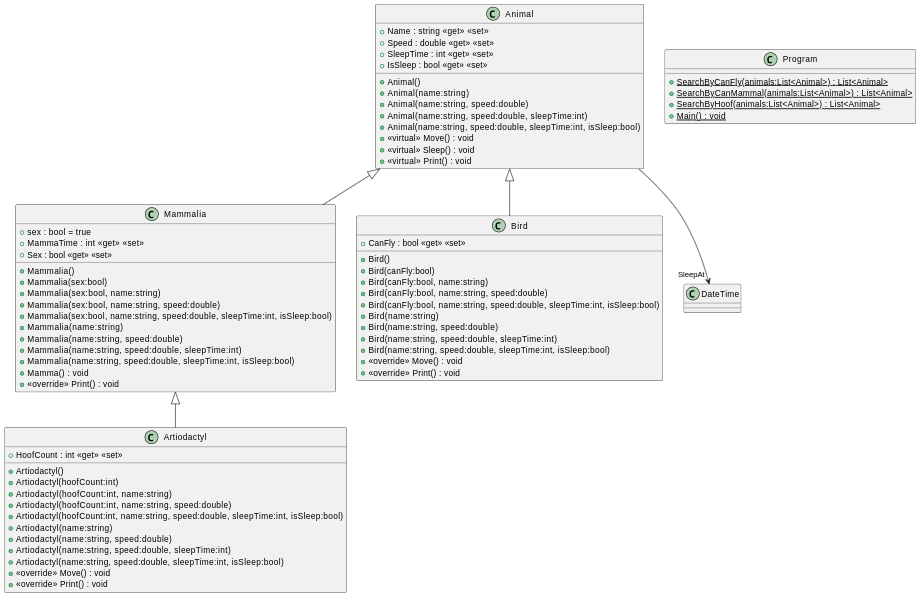 Animal
Name : string «get» «set»
Speed : double «get» «set»
SleepTime : int «get» «set»
IsSleep : bool «get» «set»
Animal()
Animal(name:string)
Animal(name:string, speed:double)
Animal(name:string, speed:double, sleepTime:int)
Animal(name:string, speed:double, sleepTime:int, isSleep:bool)
«virtual» Move() : void
«virtual» Sleep() : void
«virtual» Print() : void
Program
SearchByCanFly(animals:List<Animal>) : List<Animal>
SearchByCanMammal(animals:List<Animal>) : List<Animal>
SearchByHoof(animals:List<Animal>) : List<Animal>
Main() : void
Mammalia
sex : bool = true
MammaTime : int «get» «set»
Sex : bool «get» «set»
Mammalia()
Mammalia(sex:bool)
Mammalia(sex:bool, name:string)
Mammalia(sex:bool, name:string, speed:double)
Mammalia(sex:bool, name:string, speed:double, sleepTime:int, isSleep:bool)
Mammalia(name:string)
Mammalia(name:string, speed:double)
Mammalia(name:string, speed:double, sleepTime:int)
Mammalia(name:string, speed:double, sleepTime:int, isSleep:bool)
Mamma() : void
«override» Print() : void
Bird
CanFly : bool «get» «set»
Bird()
Bird(canFly:bool)
Bird(canFly:bool, name:string)
Bird(canFly:bool, name:string, speed:double)
Bird(canFly:bool, name:string, speed:double, sleepTime:int, isSleep:bool)
Bird(name:string)
Bird(name:string, speed:double)
Bird(name:string, speed:double, sleepTime:int)
Bird(name:string, speed:double, sleepTime:int, isSleep:bool)
«override» Move() : void
«override» Print() : void
SleepAt
DateTime
Artiodactyl
HoofCount : int «get» «set»
Artiodactyl()
Artiodactyl(hoofCount:int)
Artiodactyl(hoofCount:int, name:string)
Artiodactyl(hoofCount:int, name:string, speed:double)
Artiodactyl(hoofCount:int, name:string, speed:double, sleepTime:int, isSleep:bool)
Artiodactyl(name:string)
Artiodactyl(name:string, speed:double)
Artiodactyl(name:string, speed:double, sleepTime:int)
Artiodactyl(name:string, speed:double, sleepTime:int, isSleep:bool)
«override» Move() : void
«override» Print() : void